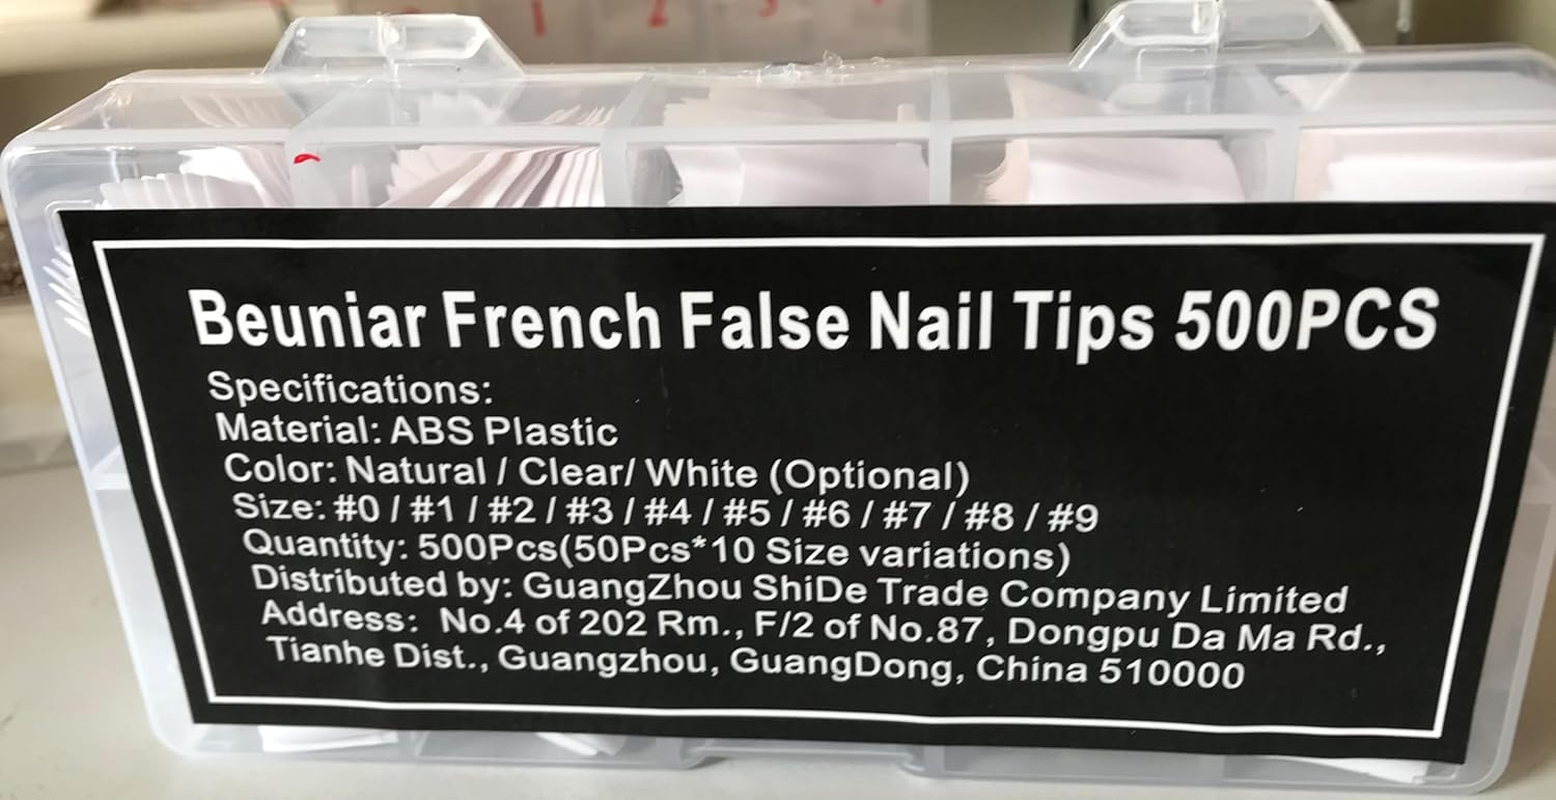 1 2 3
Beuniar French False Nail Tips 500PCS
Specifications:
Material: ABS Plastic
Color: Natural / Clear/ White (Optional)
Size: #0 / #1 / #2 / #3 / #4 / #5 / #6 / #7 / #8 / #9
Quantity: 500Pcs(50Pcs*10 Size variations)
Distributed by: GuangZhou ShiDe Trade Company Limited
Address: No.4 of 202 Rm., F/2 of No.87, Dongpu Da Ma Rd.,
Tianhe Dist., Guangzhou, GuangDong, China 510000